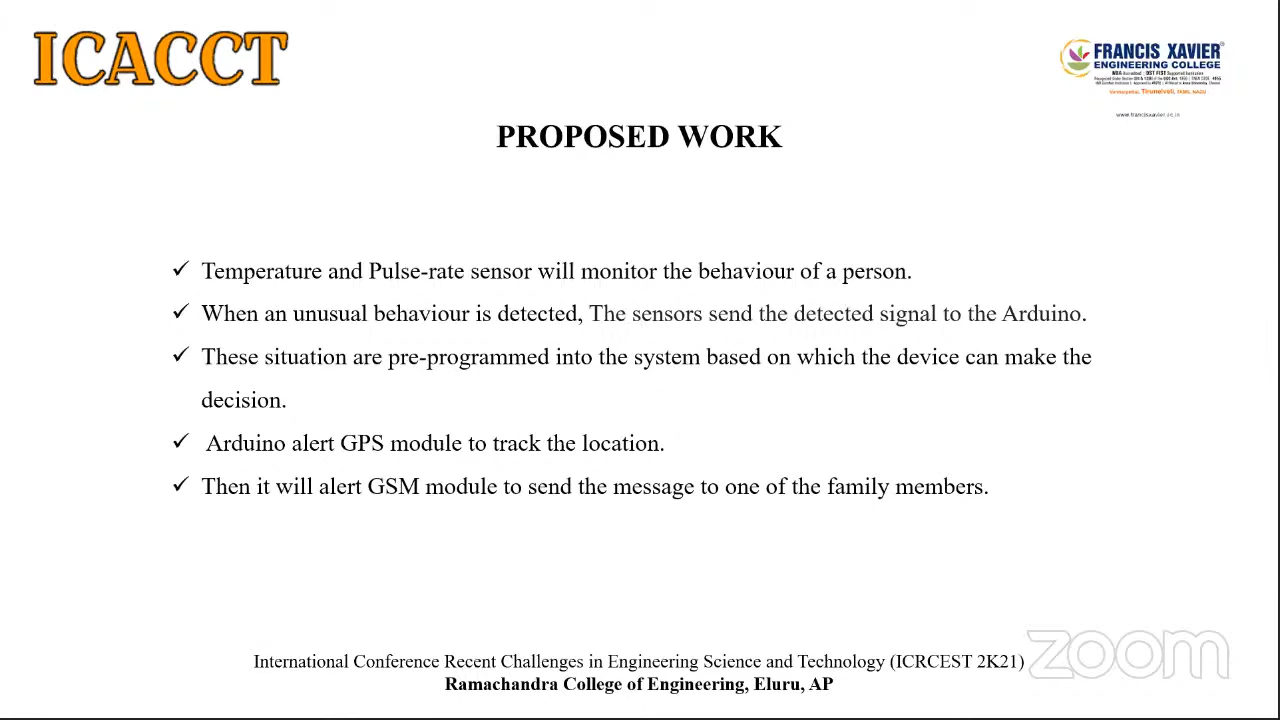 ICACCT
FRANCIS XAVIER
ENGINEERING COLLEGE
www.francisxavier.ac.in
PROPOSED WORK
✓ Temperature and Pulse-rate sensor will monitor the behaviour of a person.
✓ When an unusual behaviour is detected, The sensors send the detected signal to the Arduino.
✓ These situation are pre-programmed into the system based on which the device can make the
decision.
✓ Arduino alert GPS module to track the location.
✓ Then it will alert GSM module to send the message to one of the family members.
International Conference Recent Challenges in Engineering Science and Technology (ICRCEST 2K21)
Ramachandra College of Engineering, Eluru, AP
zoom